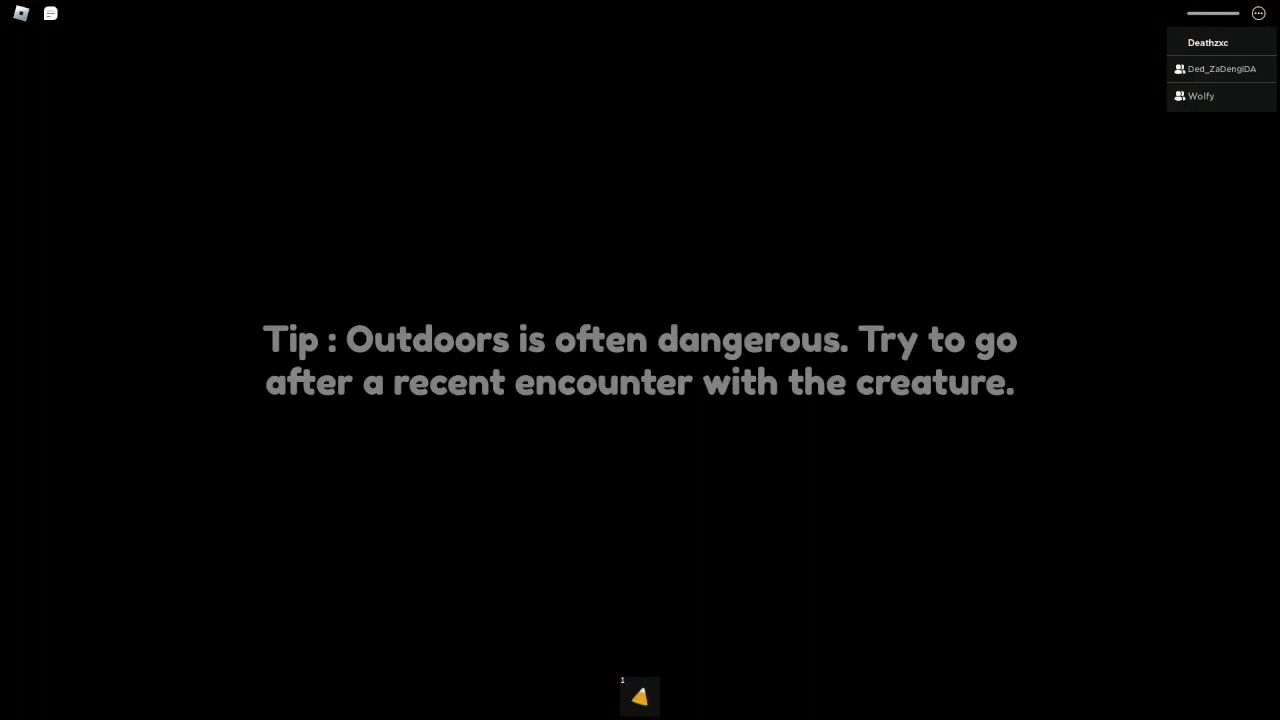 Deathzxc
Ded_ZaDengiDA
Wolfy
Tip : Outdoors is often dangerous. Try to go
after a recent encounter with the creature.
1